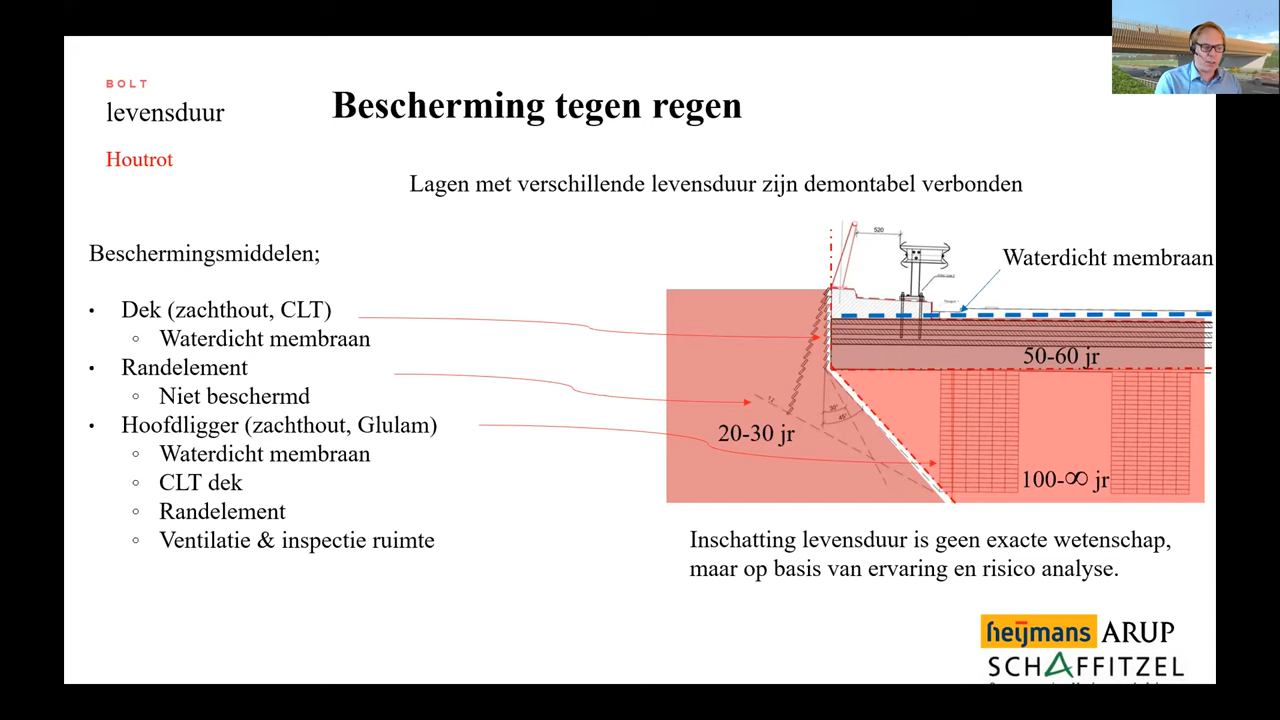 BOLT
levensduur
Bescherming tegen regen
Houtrot
Lagen met verschillende levensduur zijn demontabel verbonden
Beschermingsmiddelen;
• Dek (zachthout, CLT)
○ Waterdicht membraan
• Randelement
○ Niet beschermd
• Hoofdligger (zachthout, Glulam)
○ Waterdicht membraan
○ CLT dek
○ Randelement
○ Ventilatie & inspectie ruimte
520
Waterdicht membraan
50-60 jr
30°
45°
20-30 jr
100-∞ jr
Inschatting levensduur is geen exacte wetenschap,
maar op basis van ervaring en risico analyse.
heijmans ARUP
SCHAFFITZEL